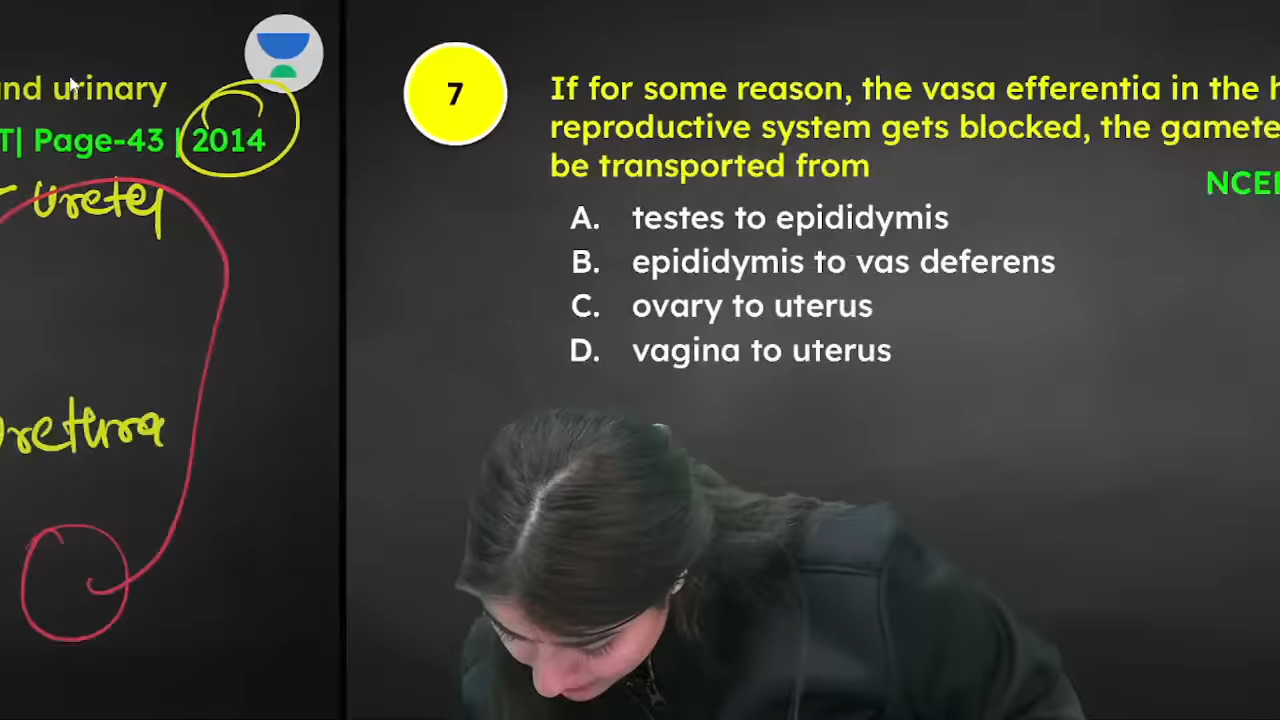 nd urinary
T| Page-43 | 2014
Ureter
Urethra
7
If for some reason, the vasa efferentia in the h
reproductive system gets blocked, the gamete
be transported from
NCE
A. testes to epididymis
B. epididymis to vas deferens
C. ovary to uterus
D. vagina to uterus